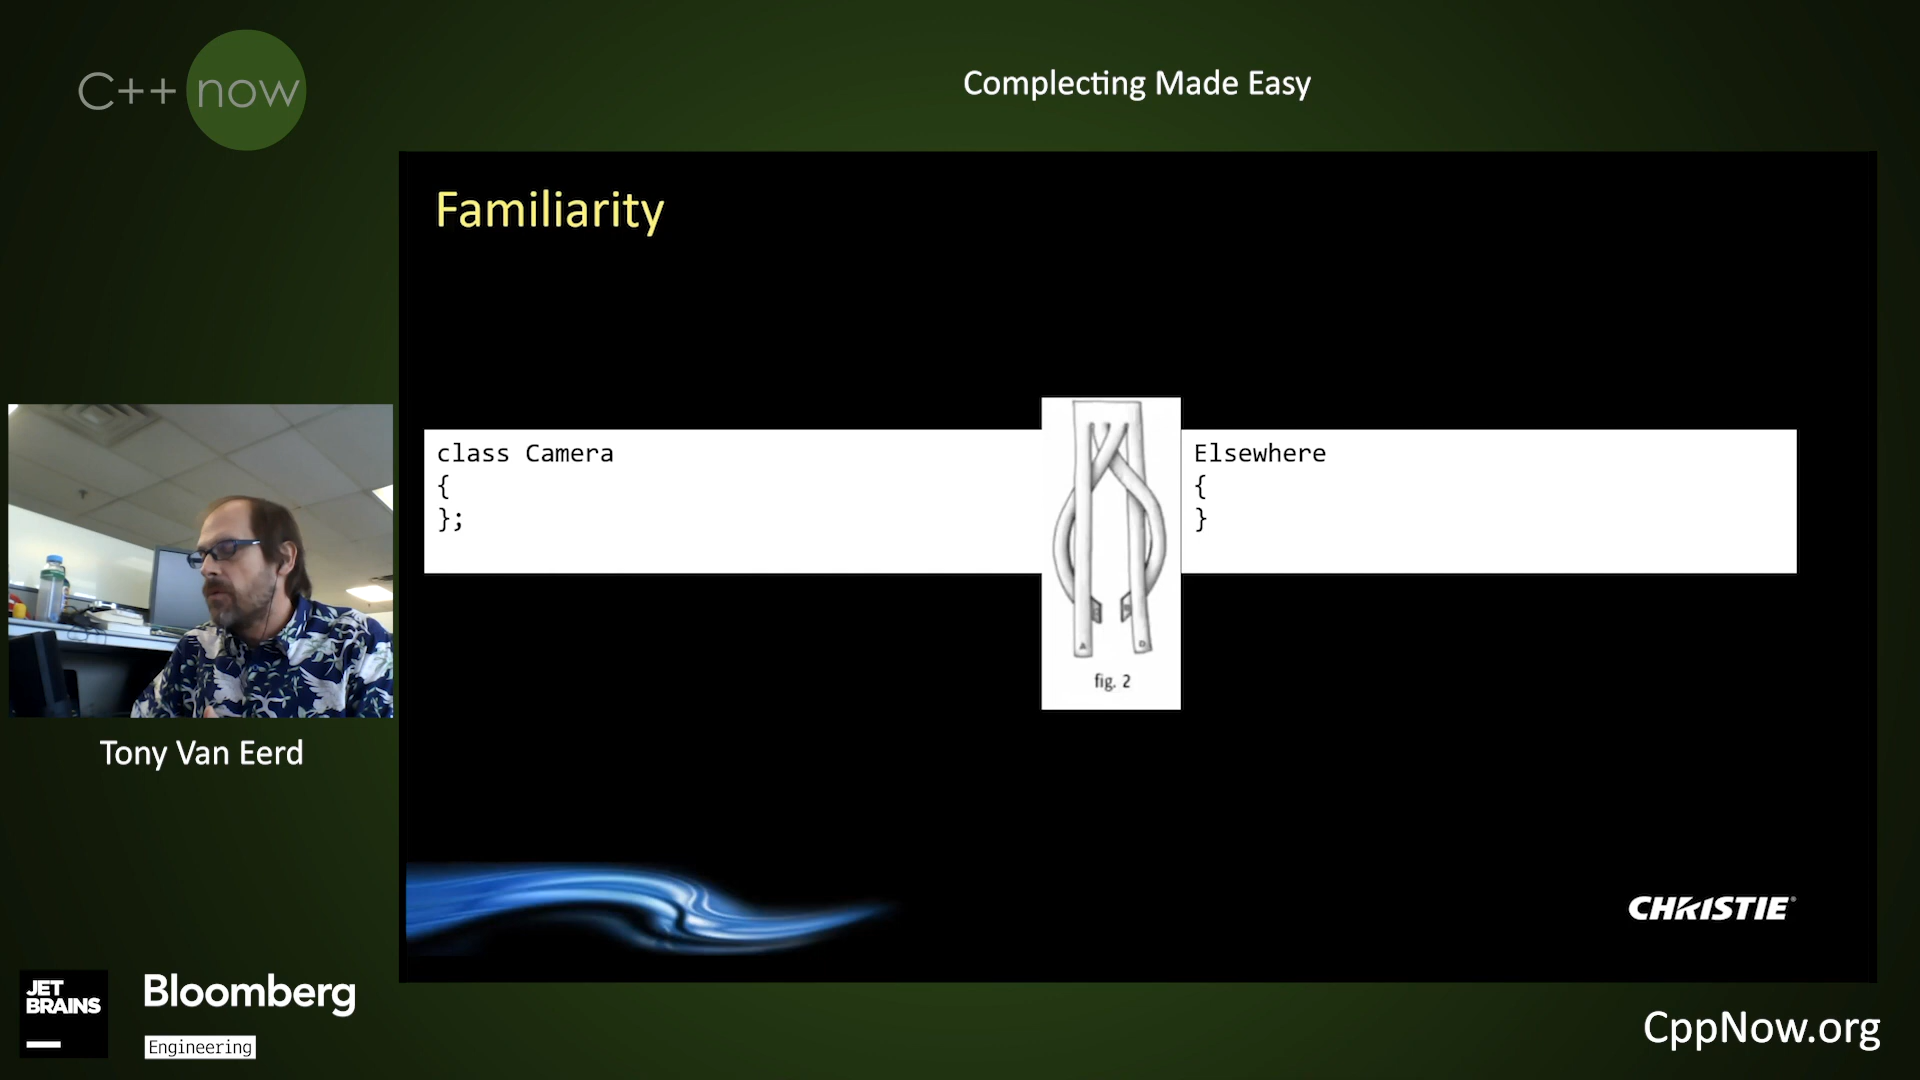 C++ now
Complecting Made Easy
Familiarity
class Camera
{
};
Elsewhere
{
}
A
D
fig. 2
Tony Van Eerd
CHRISTIE®
JET
BRAINS
Bloomberg
Engineering
CppNow.org